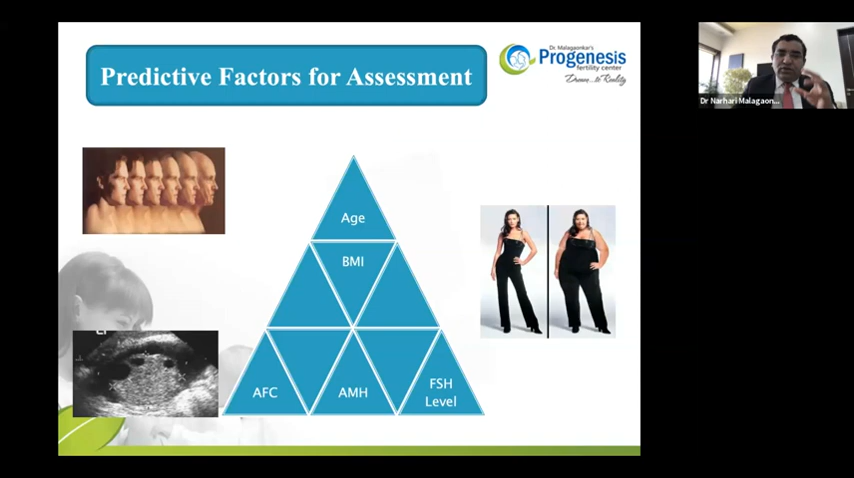 Predictive Factors for Assessment
Dr. Malagaonkar's
Progenesis
fertility center
Dream...to Reality
Dr Narhari Malagaon...
Age
BMI
AFC
AMH
FSH
Level